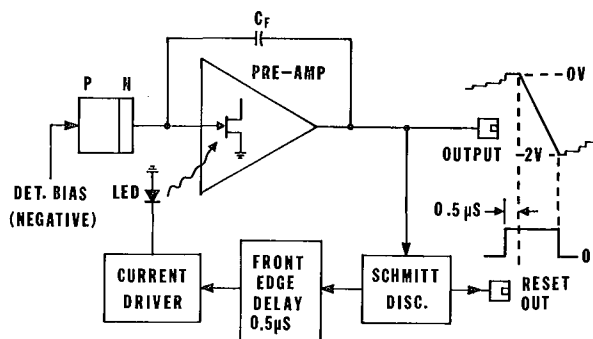 C_F
P N
PRE-AMP
0V
DET. BIAS
(NEGATIVE)
LED
OUTPUT
-2V
0.5µS
0
CURRENT
DRIVER
FRONT
EDGE
DELAY
0.5µS
SCHMITT
DISC.
RESET
OUT